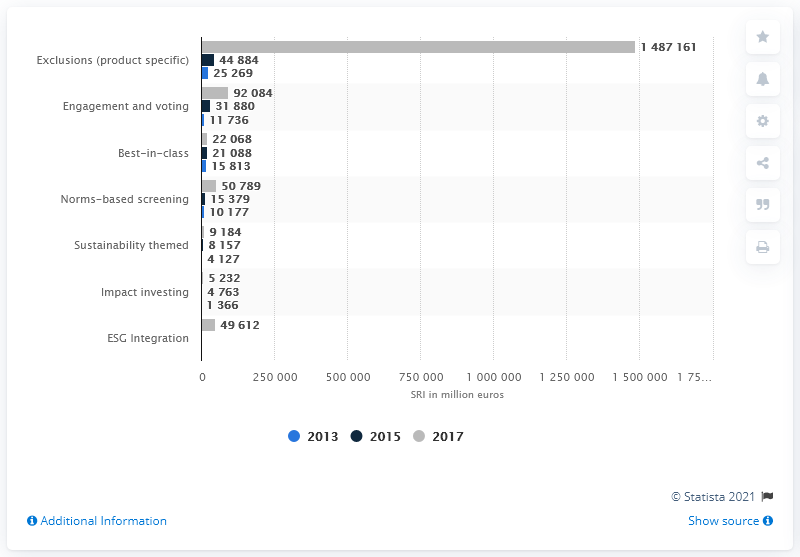 Exclusions (product specific)
1 487 161
44 884
25 269
Engagement and voting
92 084
31 880
11 736
Best-in-class
22 068
21 088
15 813
Norms-based screening
50 789
15 379
10 177
Sustainability themed
9 184
8 157
4 127
Impact investing
5 232
4 763
1 366
ESG Integration
49 612
0 250 000 500 000 750 000 1 000 000 1 250 000 1 500 000 1 75...
SRI in million euros
2013 2015 2017
© Statista 2021
Additional Information
Show source